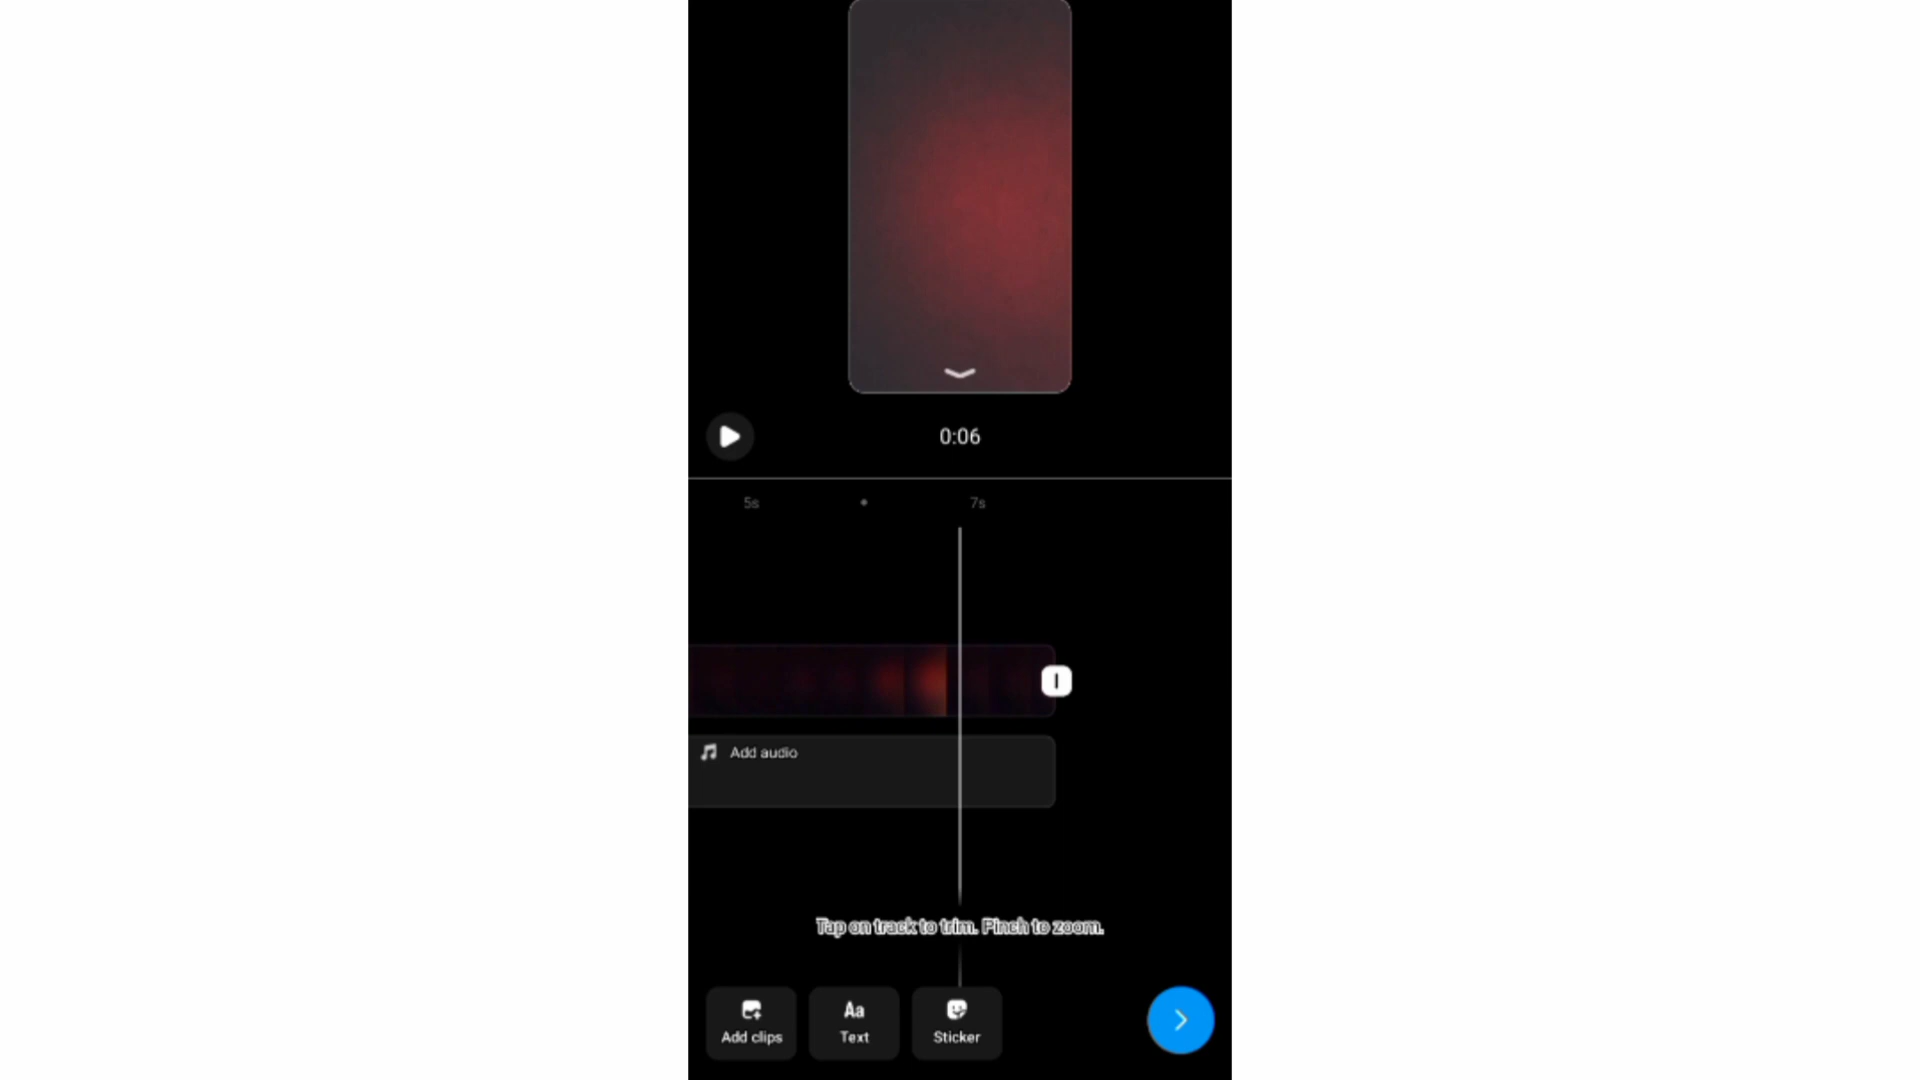 0:06
5s
7s
Add audio
Tap on track to trim. Pinch to zoom.
Aa
Add clips
Text
Sticker